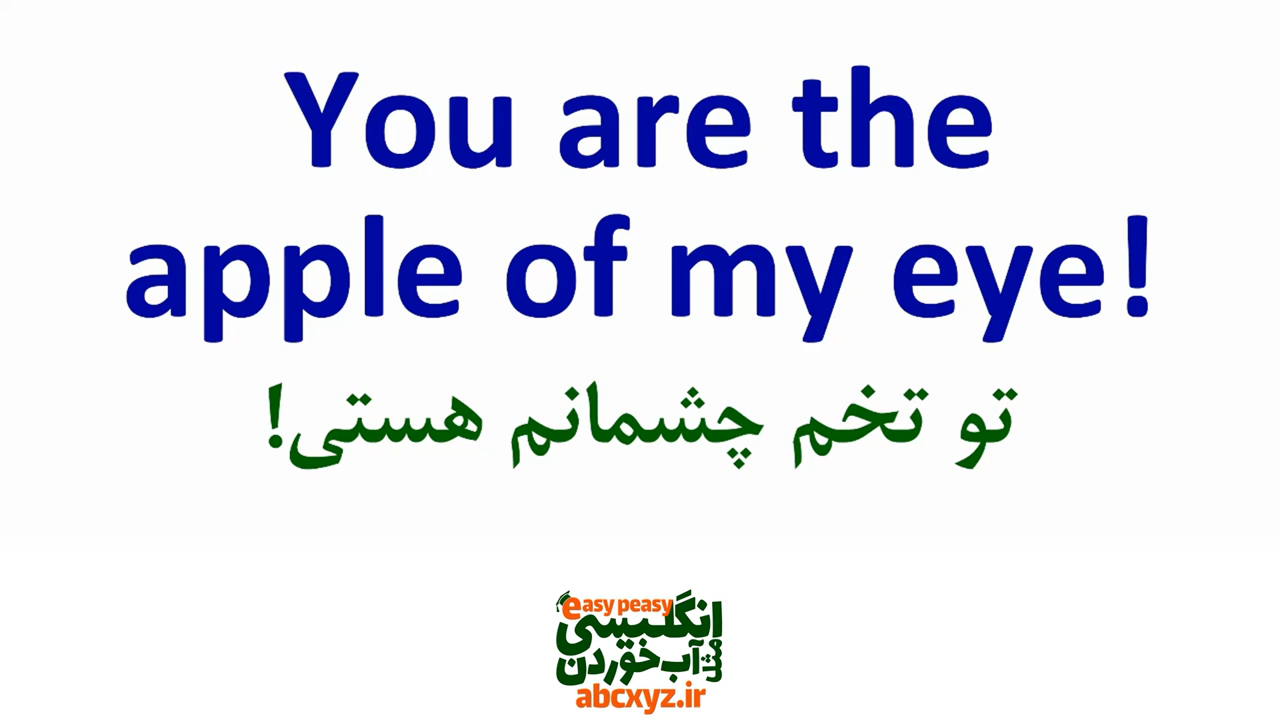 You are the
apple of my eye!
تو تخم چشمانم هستی!
easy peasy
انگلیسی
مثل آب خوردن
abcxyz.ir